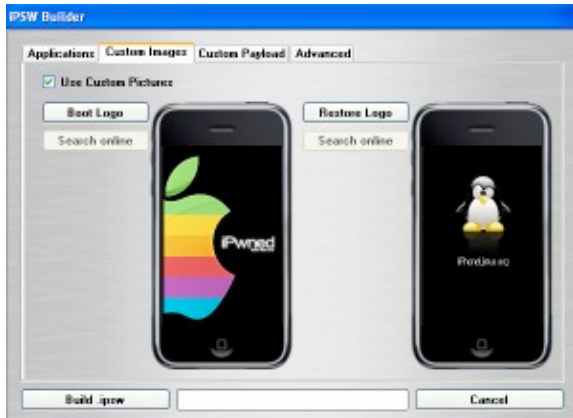 iPSW Builder
Applications Custom Images Custom Payload Advanced
Use Custom Pictures
Boot Logo
Restore Logo
Search online
Search online
iPwned
iPhoneLinux.org
Build .ipsw
Cancel